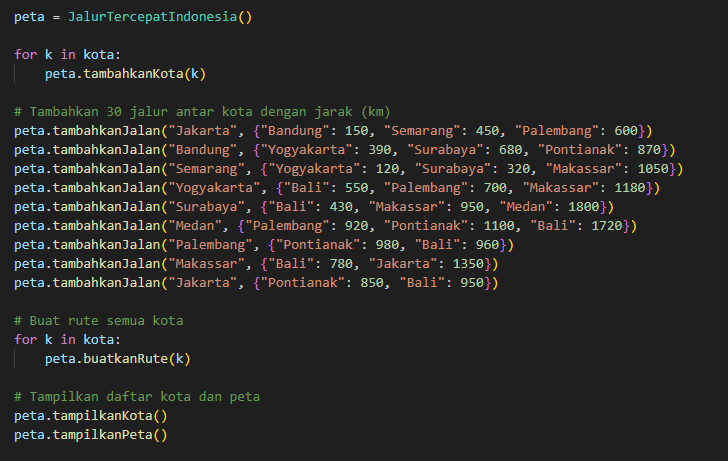 peta = JalurTercepatIndonesia()
for k in kota:
    peta.tambahkanKota(k)
# Tambahkan 30 jalur antar kota dengan jarak (km)
peta.tambahkanJalan("Jakarta", {"Bandung": 150, "Semarang": 450, "Palembang": 600})
peta.tambahkanJalan("Bandung", {"Yogyakarta": 390, "Surabaya": 680, "Pontianak": 870})
peta.tambahkanJalan("Semarang", {"Yogyakarta": 120, "Surabaya": 320, "Makassar": 1050})
peta.tambahkanJalan("Yogyakarta", {"Bali": 550, "Palembang": 700, "Makassar": 1180})
peta.tambahkanJalan("Surabaya", {"Bali": 430, "Makassar": 950, "Medan": 1800})
peta.tambahkanJalan("Medan", {"Palembang": 920, "Pontianak": 1100, "Bali": 1720})
peta.tambahkanJalan("Palembang", {"Pontianak": 980, "Bali": 960})
peta.tambahkanJalan("Makassar", {"Bali": 780, "Jakarta": 1350})
peta.tambahkanJalan("Jakarta", {"Pontianak": 850, "Bali": 950})
# Buat rute semua kota
for k in kota:
    peta.buatkanRute(k)
# Tampilkan daftar kota dan peta
peta.tampilkanKota()
peta.tampilkanPeta()